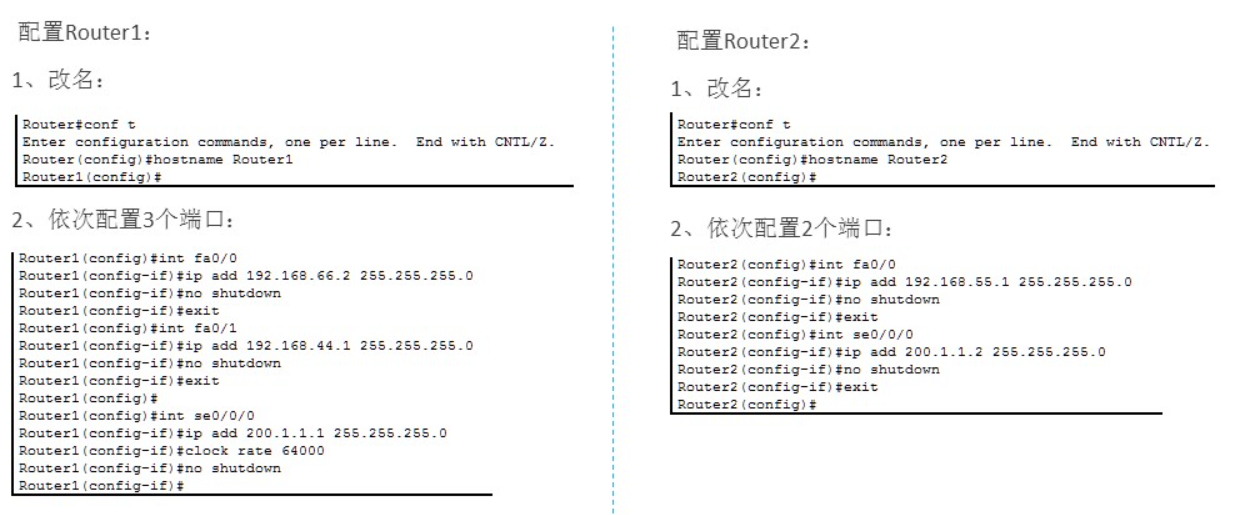 配置Router1：
1、改名：
Router#conf t
Enter configuration commands, one per line.  End with CNTL/Z.
Router(config)#hostname Router1
Router1(config)#
2、依次配置3个端口：
Router1(config)#int fa0/0
Router1(config-if)#ip add 192.168.66.2 255.255.255.0
Router1(config-if)#no shutdown
Router1(config-if)#exit
Router1(config)#int fa0/1
Router1(config-if)#ip add 192.168.44.1 255.255.255.0
Router1(config-if)#no shutdown
Router1(config-if)#exit
Router1(config)#
Router1(config)#int se0/0/0
Router1(config-if)#ip add 200.1.1.1 255.255.255.0
Router1(config-if)#clock rate 64000
Router1(config-if)#no shutdown
Router1(config-if)#
配置Router2：
1、改名：
Router#conf t
Enter configuration commands, one per line.  End with CNTL/Z.
Router(config)#hostname Router2
Router2(config)#
2、依次配置2个端口：
Router2(config)#int fa0/0
Router2(config-if)#ip add 192.168.55.1 255.255.255.0
Router2(config-if)#no shutdown
Router2(config-if)#exit
Router2(config)#int se0/0/0
Router2(config-if)#ip add 200.1.1.2 255.255.255.0
Router2(config-if)#no shutdown
Router2(config-if)#exit
Router2(config)#